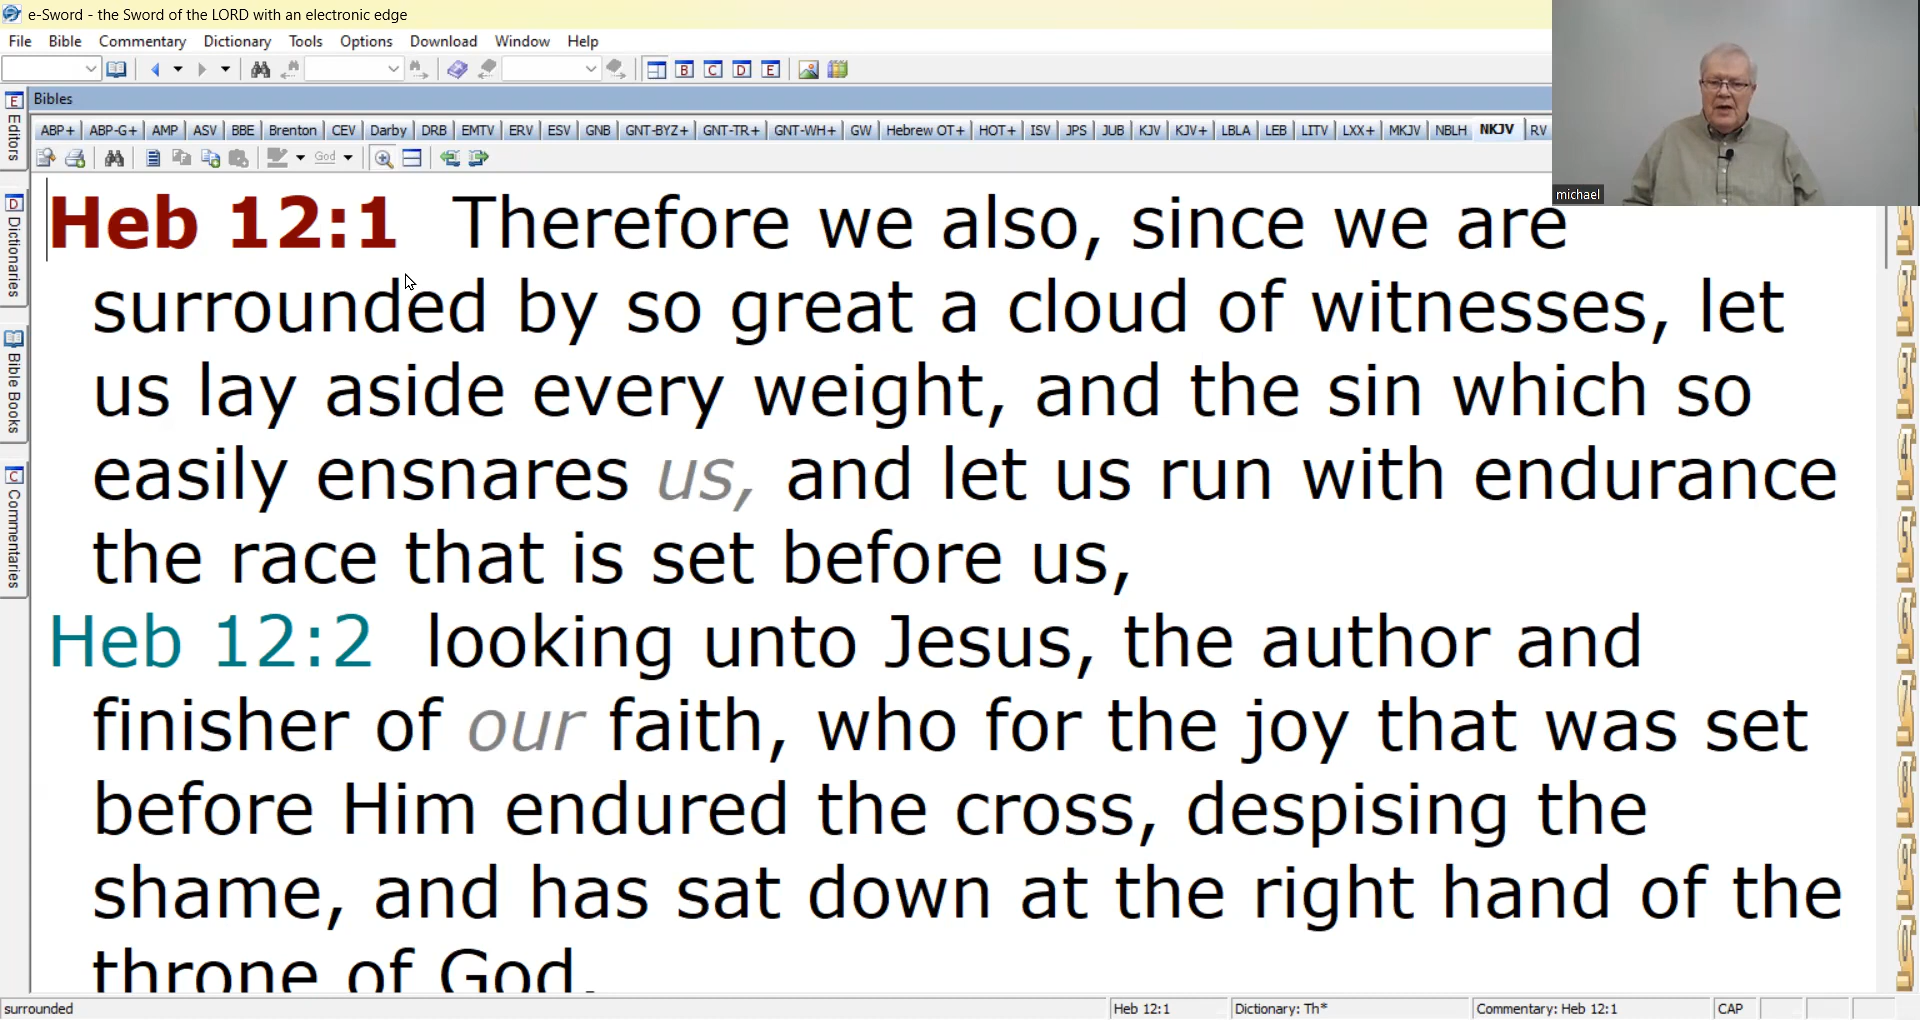 e-Sword - the Sword of the LORD with an electronic edge
File Bible Commentary Dictionary Tools Options Download Window Help
B C D E
Bibles
ABP+ ABP-G+ AMP ASV BBE Brenton CEV Darby DRB EMTV ERV ESV GNB GNT-BYZ+ GNT-TR+ GNT-WH+ GW Hebrew OT+ HOT+ ISV JPS JUB KJV KJV+ LBLA LEB LITV LXX+ MKJV NBLH NKJV RV
God
E Editors
D Dictionaries
Bible Books
C Commentaries
michael
Heb 12:1 Therefore we also, since we are
surrounded by so great a cloud of witnesses, let
us lay aside every weight, and the sin which so
easily ensnares us, and let us run with endurance
the race that is set before us,
Heb 12:2 looking unto Jesus, the author and
finisher of our faith, who for the joy that was set
before Him endured the cross, despising the
shame, and has sat down at the right hand of the
throne of God.
surrounded Heb 12:1 Dictionary: Th* Commentary: Heb 12:1 CAP